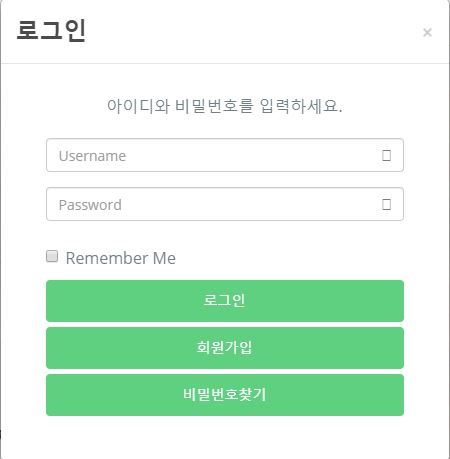 로그인
×
아이디와 비밀번호를 입력하세요.
Username
Password
Remember Me
로그인
회원가입
비밀번호찾기